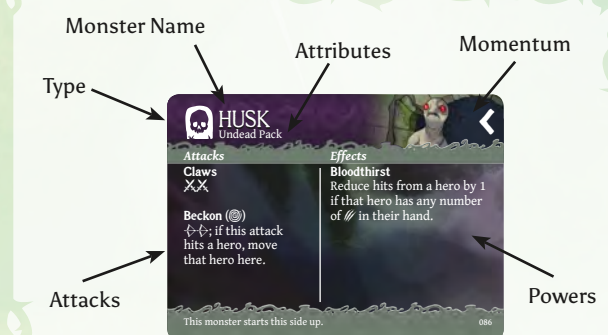 Monster Name
Attributes
Momentum
Type
HUSK
Undead Pack
Attacks
Effects
Claws
Bloodthirst
Reduce hits from a hero by 1
if that hero has any number
of in their hand.
Beckon ()
; if this attack
hits a hero, move
that hero here.
Attacks
Powers
This monster starts this side up.
086